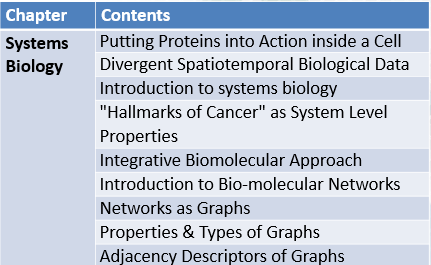 Chapter Contents
Systems Biology
Putting Proteins into Action inside a Cell
Divergent Spatiotemporal Biological Data
Introduction to systems biology
"Hallmarks of Cancer" as System Level
Properties
Integrative Biomolecular Approach
Introduction to Bio-molecular Networks
Networks as Graphs
Properties & Types of Graphs
Adjacency Descriptors of Graphs